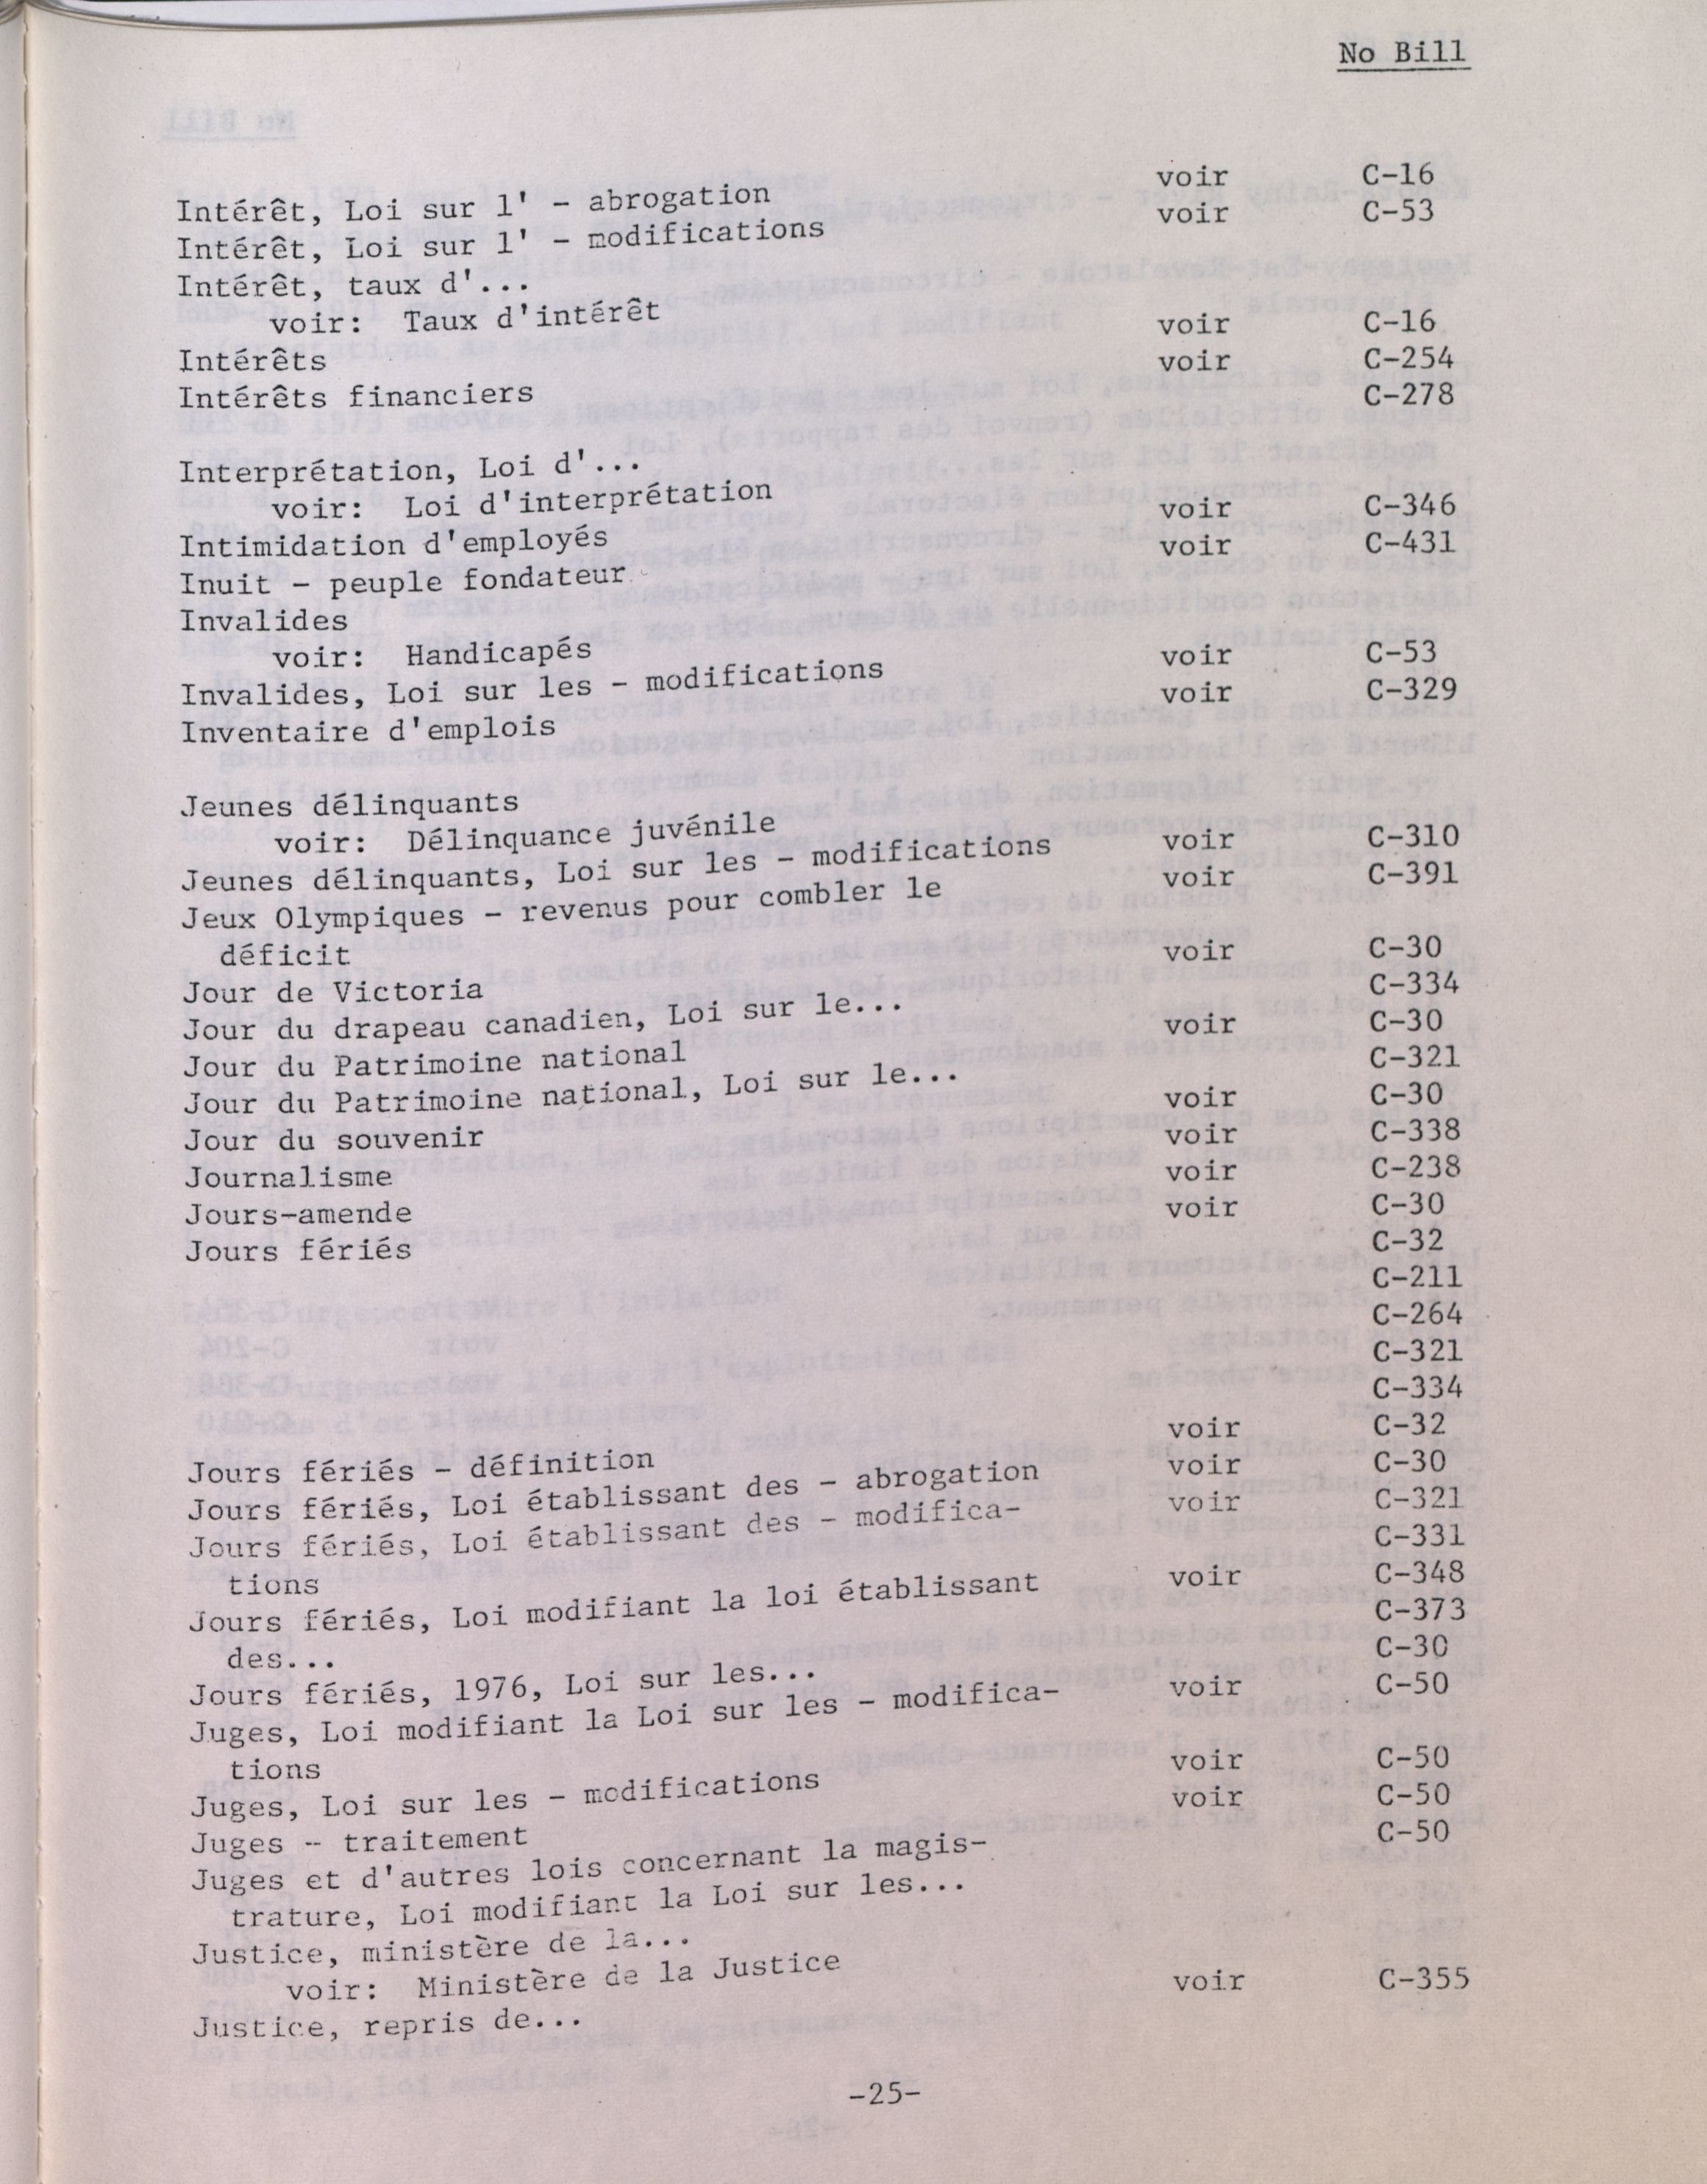 No Bill
Intérêt, Loi sur l' - abrogation voir C-16
Intérêt, Loi sur l' - modifications voir C-53
Intérêt, taux d'...
voir: Taux d'intérêt
Intérêts voir C-16
Intérêts financiers voir C-254
C-278
Interprétation, Loi d'...
voir: Loi d'interprétation
Intimidation d'employés voir C-346
Inuit - peuple fondateur voir C-431
Invalides
voir: Handicapés
Invalides, Loi sur les - modifications voir C-53
Inventaire d'emplois voir C-329
Jeunes délinquants
voir: Délinquance juvénile
Jeunes délinquants, Loi sur les - modifications voir C-310
Jeux Olympiques - revenus pour combler le voir C-391
déficit
Jour de Victoria voir C-30
Jour du drapeau canadien, Loi sur le... C-334
Jour du Patrimoine national voir C-30
Jour du Patrimoine national, Loi sur le... C-321
Jour du souvenir voir C-30
Journalisme voir C-338
Jours-amende voir C-238
Jours fériés voir C-30
C-32
C-211
C-264
C-321
C-334
Jours fériés - définition voir C-32
Jours fériés, Loi établissant des - abrogation voir C-30
Jours fériés, Loi établissant des - modifica- voir C-321
tions C-331
Jours fériés, Loi modifiant la loi établissant voir C-348
des... C-373
Jours fériés, 1976, Loi sur les... C-30
Juges, Loi modifiant la Loi sur les - modifica- voir C-50
tions
Juges, Loi sur les - modifications voir C-50
Juges - traitement voir C-50
Juges et d'autres lois concernant la magis- C-50
trature, Loi modifiant la Loi sur les...
Justice, ministère de la...
voir: Ministère de la Justice
Justice, repris de... voir C-355
-25-